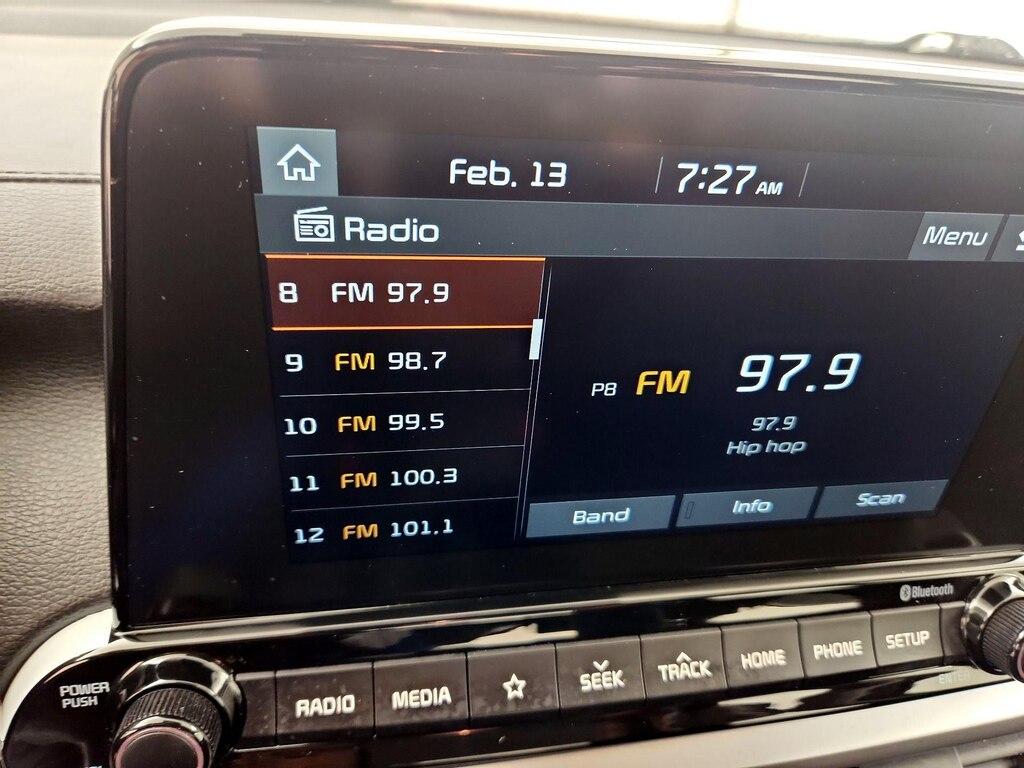 Feb. 13
7:27 AM
Radio
Menu
8 FM 97.9
9 FM 98.7
10 FM 99.5
11 FM 100.3
12 FM 101.1
P8 FM 97.9
97.9
Hip hop
Band
Info
Scan
Bluetooth
POWER
PUSH
RADIO
MEDIA
SEEK
TRACK
HOME
PHONE
SETUP
ENTER